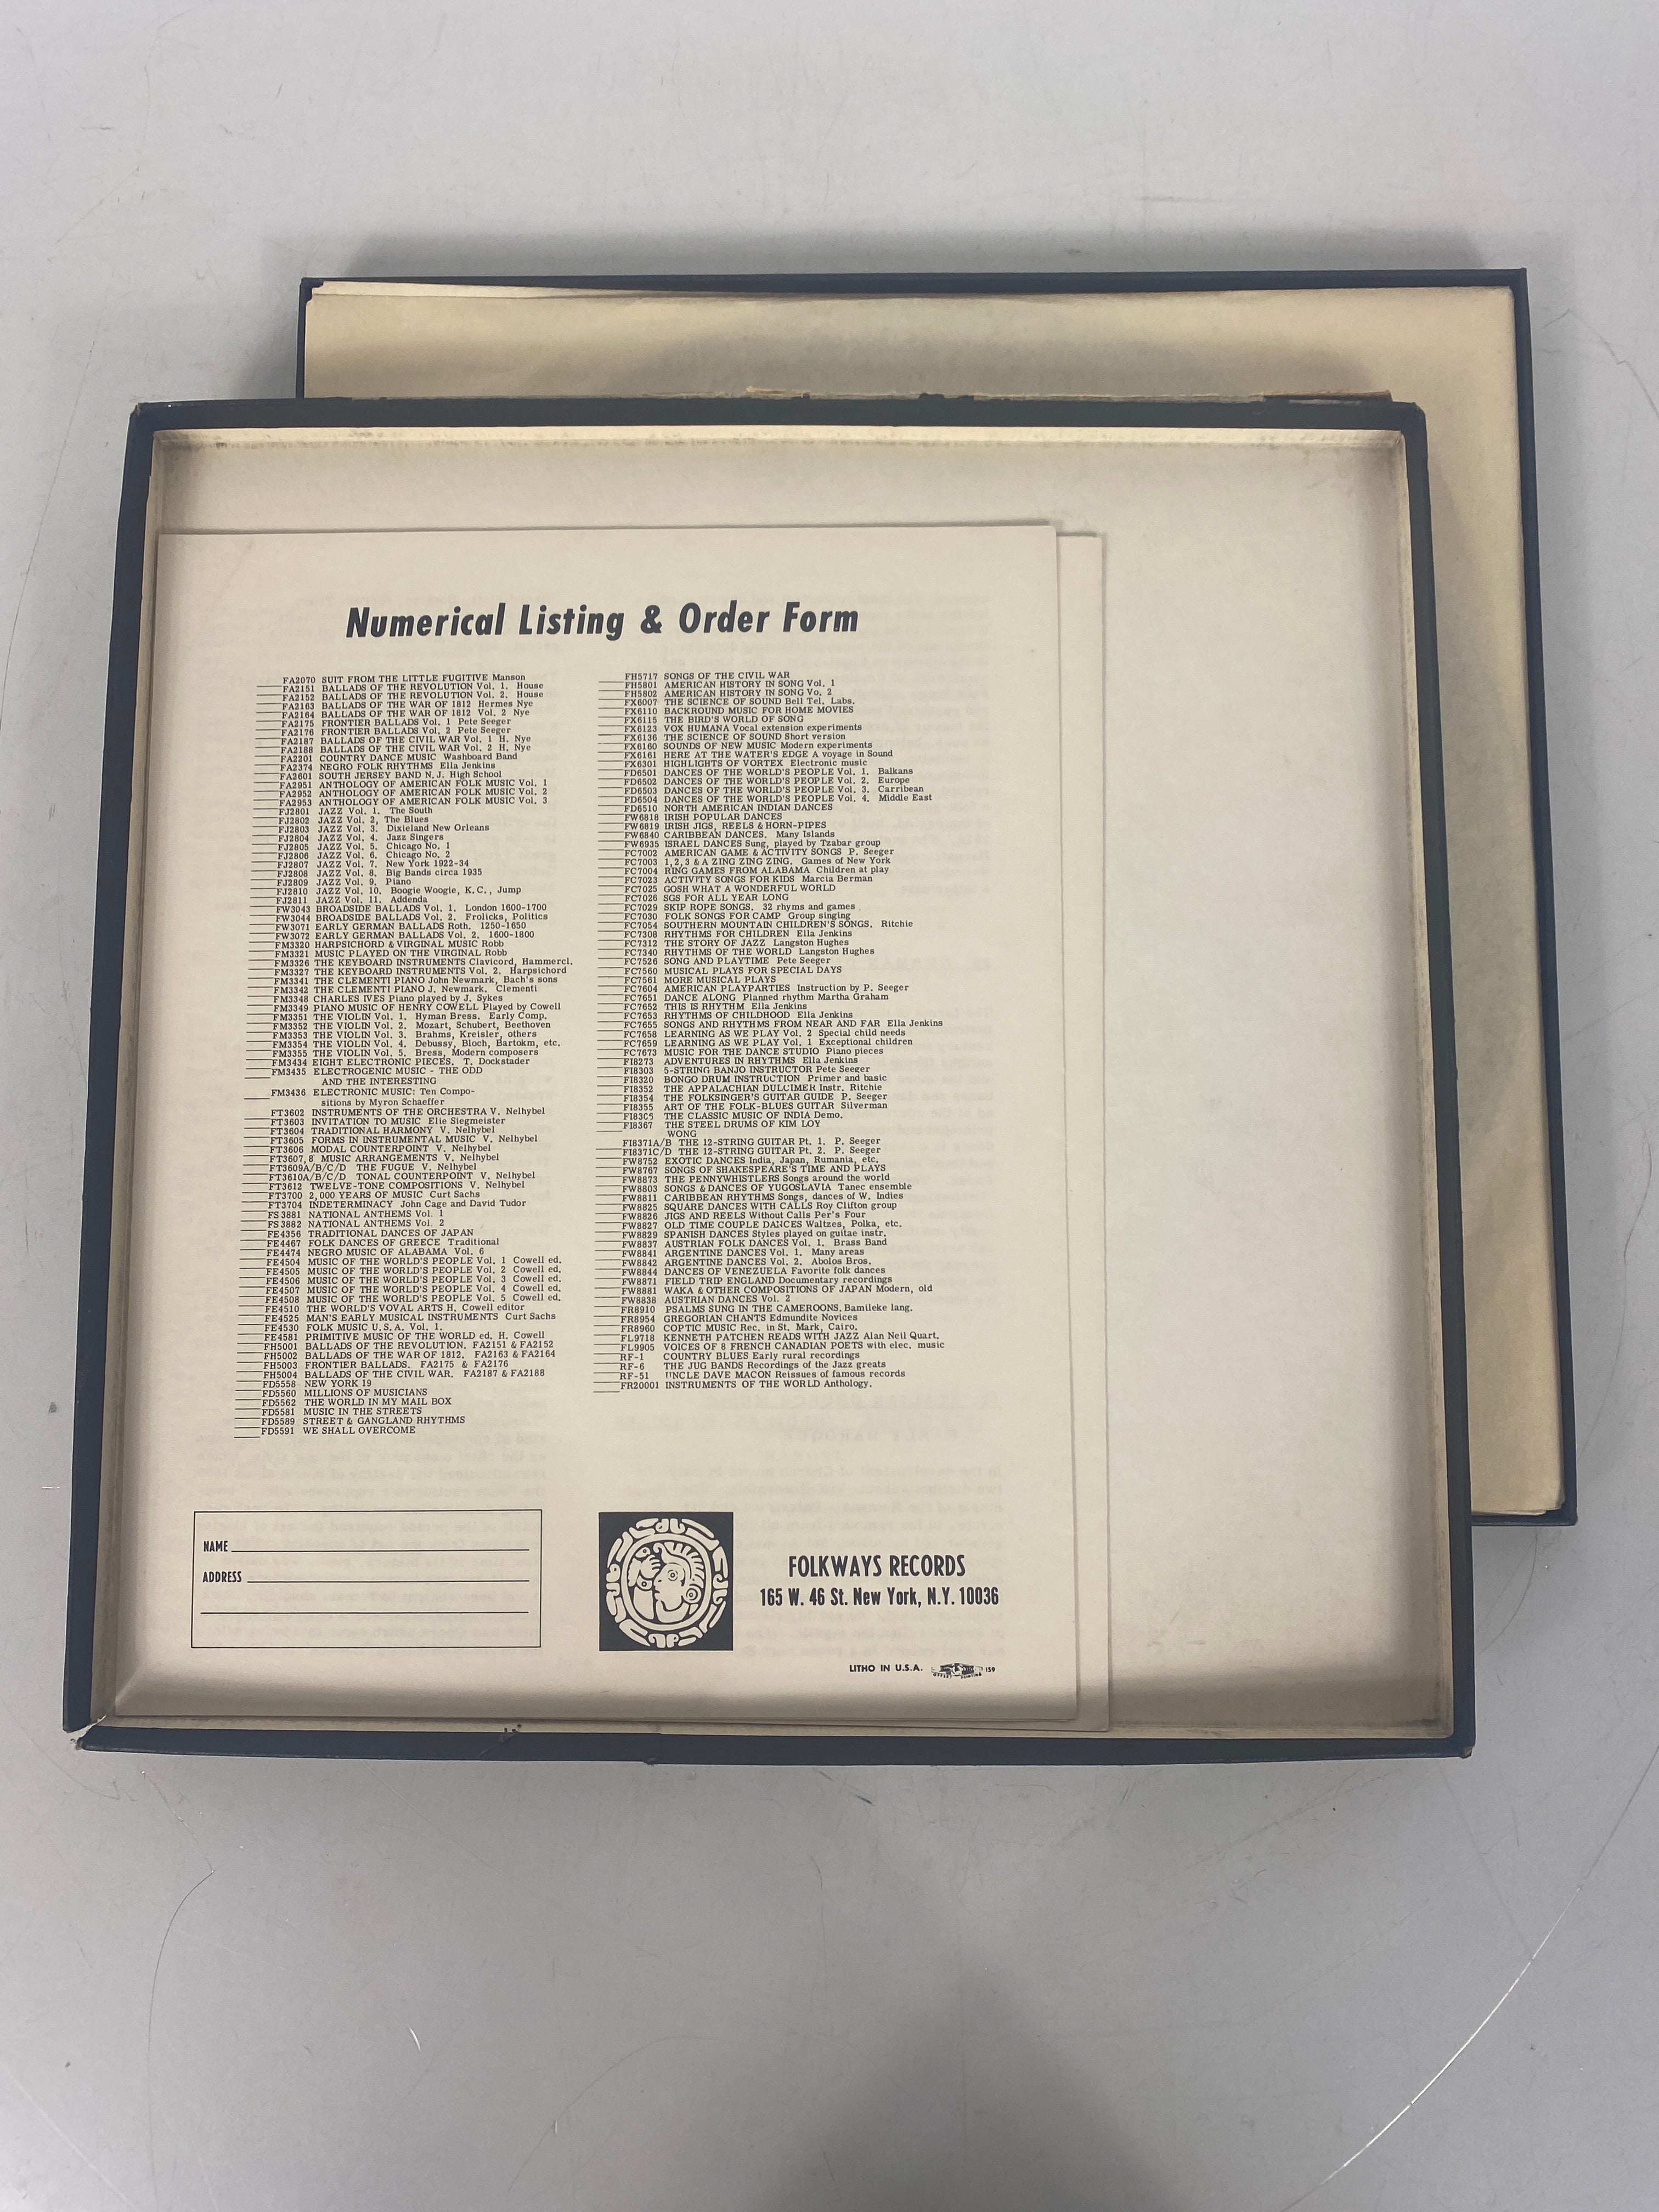 Numerical Listing & Order Form
FA2070 SUIT FROM THE LITTLE FUGITIVE Manson
FA2151 BALLADS OF THE REVOLUTION Vol. 1. House
FA2152 BALLADS OF THE REVOLUTION Vol. 2. House
FA2163 BALLADS OF THE WAR OF 1812 Hermes Nye
FA2164 BALLADS OF THE WAR OF 1812 Vol. 2 Nye
FA2175 FRONTIER BALLADS Vol. 1 Pete Seeger
FA2176 FRONTIER BALLADS Vol. 2 Pete Seeger
FA2187 BALLADS OF THE CIVIL WAR Vol. 1 H. Nye
FA2188 BALLADS OF THE CIVIL WAR Vol. 2 H. Nye
FA2201 COUNTRY DANCE MUSIC Washboard Band
FA2374 NEGRO FOLK RHYTHMS Ella Jenkins
FA2601 SOUTH JERSEY BAND N. J. High School
FA2951 ANTHOLOGY OF AMERICAN FOLK MUSIC Vol. 1
FA2952 ANTHOLOGY OF AMERICAN FOLK MUSIC Vol. 2
FA2953 ANTHOLOGY OF AMERICAN FOLK MUSIC Vol. 3
FJ2801 JAZZ Vol. 1. The South
FJ2802 JAZZ Vol. 2, The Blues
FJ2803 JAZZ Vol. 3. Dixieland New Orleans
FJ2804 JAZZ Vol. 4. Jazz Singers
FJ2805 JAZZ Vol. 5. Chicago No. 1
FJ2806 JAZZ Vol. 6. Chicago No. 2
FJ2807 JAZZ Vol. 7. New York 1922-34
FJ2808 JAZZ Vol. 8. Big Bands circa 1935
FJ2809 JAZZ Vol. 9. Piano
FJ2810 JAZZ Vol. 10. Boogie Woogie, K.C., Jump
FJ2811 JAZZ Vol. 11. Addenda
FW3043 BROADSIDE BALLADS Vol. 1. London 1600-1700
FW3044 BROADSIDE BALLADS Vol. 2. Frolicks, Politics
FW3071 EARLY GERMAN BALLADS Roth. 1250-1650
FW3072 EARLY GERMAN BALLADS Vol. 2. 1600-1800
FM3320 HARPSICHORD & VIRGINAL MUSIC Robb
FM3321 MUSIC PLAYED ON THE VIRGINAL Robb
FM3326 THE KEYBOARD INSTRUMENTS Clavicord, Hammercl.
FM3327 THE KEYBOARD INSTRUMENTS Vol. 2. Harpsichord
FM3341 THE CLEMENTI PIANO John Newmark, Bach's sons
FM3342 THE CLEMENTI PIANO J. Newmark. Clementi
FM3348 CHARLES IVES Piano played by J. Sykes
FM3349 PIANO MUSIC OF HENRY COWELL Played by Cowell
FM3351 THE VIOLIN Vol. 1. Hyman Bress. Early Comp.
FM3352 THE VIOLIN Vol. 2. Mozart, Schubert, Beethoven
FM3353 THE VIOLIN Vol. 3. Brahms, Kreisler, others
FM3354 THE VIOLIN Vol. 4. Debussy, Bloch, Bartokm, etc.
FM3355 THE VIOLIN Vol. 5. Bress, Modern composers
FM3434 EIGHT ELECTRONIC PIECES. T. Dockstader
FM3435 ELECTROGENIC MUSIC - THE ODD
AND THE INTERESTING
FM3436 ELECTRONIC MUSIC: Ten Compo-
sitions by Myron Schaeffer
FT3602 INSTRUMENTS OF THE ORCHESTRA V. Nelhybel
FT3603 INVITATION TO MUSIC Elie Siegmeister
FT3604 TRADITIONAL HARMONY V. Nelhybel
FT3605 FORMS IN INSTRUMENTAL MUSIC V. Nelhybel
FT3606 MODAL COUNTERPOINT V. Nelhybel
FT3607,8 MUSIC ARRANGEMENTS V. Nelhybel
FT3609A/B/C/D THE FUGUE V. Nelhybel
FT3610A/B/C/D TONAL COUNTERPOINT V. Nelhybel
FT3612 TWELVE-TONE COMPOSITIONS V. Nelhybel
FT3700 2,000 YEARS OF MUSIC Curt Sachs
FT3704 INDETERMINACY John Cage and David Tudor
FS3881 NATIONAL ANTHEMS Vol. 1
FS3882 NATIONAL ANTHEMS Vol. 2
FE4356 TRADITIONAL DANCES OF JAPAN
FE4467 FOLK DANCES OF GREECE Traditional
FE4474 NEGRO MUSIC OF ALABAMA Vol. 6
FE4504 MUSIC OF THE WORLD'S PEOPLE Vol. 1 Cowell ed.
FE4505 MUSIC OF THE WORLD'S PEOPLE Vol. 2 Cowell ed.
FE4506 MUSIC OF THE WORLD'S PEOPLE Vol. 3 Cowell ed.
FE4507 MUSIC OF THE WORLD'S PEOPLE Vol. 4 Cowell ed.
FE4508 MUSIC OF THE WORLD'S PEOPLE Vol. 5 Cowell ed.
FE4510 THE WORLD'S VOVAL ARTS H. Cowell editor
FE4525 MAN'S EARLY MUSICAL INSTRUMENTS Curt Sachs
FE4530 FOLK MUSIC U.S.A. Vol. 1.
FE4581 PRIMITIVE MUSIC OF THE WORLD ed. H. Cowell
FH5001 BALLADS OF THE REVOLUTION. FA2151 & FA2152
FH5002 BALLADS OF THE WAR OF 1812. FA2163 & FA2164
FH5003 FRONTIER BALLADS. FA2175 & FA2176
FH5004 BALLADS OF THE CIVIL WAR. FA2187 & FA2188
FD5558 NEW YORK 19
FD5560 MILLIONS OF MUSICIANS
FD5562 THE WORLD IN MY MAIL BOX
FD5581 MUSIC IN THE STREETS
FD5589 STREET & GANGLAND RHYTHMS
FD5591 WE SHALL OVERCOME
FH5717 SONGS OF THE CIVIL WAR
FH5801 AMERICAN HISTORY IN SONG Vol. 1
FH5802 AMERICAN HISTORY IN SONG Vo. 2
FX6007 THE SCIENCE OF SOUND Bell Tel. Labs.
FX6110 BACKROUND MUSIC FOR HOME MOVIES
FX6115 THE BIRD'S WORLD OF SONG
FX6123 VOX HUMANA Vocal extension experiments
FX6136 THE SCIENCE OF SOUND Short version
FX6160 SOUNDS OF NEW MUSIC Modern experiments
FX6161 HERE AT THE WATER'S EDGE A voyage in Sound
FX6301 HIGHLIGHTS OF VORTEX Electronic music
FD6501 DANCES OF THE WORLD'S PEOPLE Vol. 1. Balkans
FD6502 DANCES OF THE WORLD'S PEOPLE Vol. 2. Europe
FD6503 DANCES OF THE WORLD'S PEOPLE Vol. 3. Carribean
FD6504 DANCES OF THE WORLD'S PEOPLE Vol. 4. Middle East
FD6510 NORTH AMERICAN INDIAN DANCES
FW6818 IRISH POPULAR DANCES
FW6819 IRISH JIGS, REELS & HORN-PIPES
FW6840 CARIBBEAN DANCES. Many Islands
FW6935 ISRAEL DANCES Sung, played by Tzabar group
FC7002 AMERICAN GAME & ACTIVITY SONGS P. Seeger
FC7003 1,2,3 & A ZING ZING ZING. Games of New York
FC7004 RING GAMES FROM ALABAMA Children at play
FC7023 ACTIVITY SONGS FOR KIDS Marcia Berman
FC7025 GOSH WHAT A WONDERFUL WORLD
FC7026 SGS FOR ALL YEAR LONG
FC7029 SKIP ROPE SONGS. 32 rhyms and games
FC7030 FOLK SONGS FOR CAMP Group singing
FC7054 SOUTHERN MOUNTAIN CHILDREN'S SONGS. Ritchie
FC7308 RHYTHMS FOR CHILDREN Ella Jenkins
FC7312 THE STORY OF JAZZ Langston Hughes
FC7340 RHYTHMS OF THE WORLD Langston Hughes
FC7526 SONG AND PLAYTIME Pete Seeger
FC7560 MUSICAL PLAYS FOR SPECIAL DAYS
FC7561 MORE MUSICAL PLAYS
FC7604 AMERICAN PLAYPARTIES Instruction by P. Seeger
FC7651 DANCE ALONG Planned rhythm Martha Graham
FC7652 THIS IS RHYTHM Ella Jenkins
FC7653 RHYTHMS OF CHILDHOOD Ella Jenkins
FC7655 SONGS AND RHYTHMS FROM NEAR AND FAR Ella Jenkins
FC7658 LEARNING AS WE PLAY Vol. 2 Special child needs
FC7659 LEARNING AS WE PLAY Vol. 1 Exceptional children
FC7673 MUSIC FOR THE DANCE STUDIO Piano pieces
FI8273 ADVENTURES IN RHYTHMS Ella Jenkins
FI8303 5-STRING BANJO INSTRUCTOR Pete Seeger
FI8320 BONGO DRUM INSTRUCTION Primer and basic
FI8352 THE APPALACHIAN DULCIMER Instr. Ritchie
FI8354 THE FOLKSINGER'S GUITAR GUIDE P. Seeger
FI8355 ART OF THE FOLK-BLUES GUITAR Silverman
THE CLASSIC MUSIC OF INDIA Demo.
FI8367 THE STEEL DRUMS OF KIM LOY
WONG
FI8371A/B THE 12-STRING GUITAR Pt. 1. P. Seeger
FI8371C/D THE 12-STRING GUITAR Pt. 2. P. Seeger
FW8752 EXOTIC DANCES India, Japan, Rumania, etc.
FW8767 SONGS OF SHAKESPEARE'S TIME AND PLAYS
FW8873 THE PENNYWHISTLERS Songs around the world
FW8803 SONGS & DANCES OF YUGOSLAVIA Tanec ensemble
FW8811 CARIBBEAN RHYTHMS Songs, dances of W. Indies
FW8825 SQUARE DANCES WITH CALLS Roy Clifton group
FW8826 JIGS AND REELS Without Calls Per's Four
FW8827 OLD TIME COUPLE DANCES Waltzes, Polka, etc.
FW8829 SPANISH DANCES Styles played on guitae instr.
FW8837 AUSTRIAN FOLK DANCES Vol. 1. Brass Band
FW8841 ARGENTINE DANCES Vol. 1. Many areas
FW8842 ARGENTINE DANCES Vol. 2. Abolos Bros.
FW8844 DANCES OF VENEZUELA Favorite folk dances
FW8871 FIELD TRIP ENGLAND Documentary recordings
FW8881 WAKA & OTHER COMPOSITIONS OF JAPAN Modern, old
FW8838 AUSTRIAN DANCES Vol. 2
FR8910 PSALMS SUNG IN THE CAMEROONS. Bamileke lang.
FR8954 GREGORIAN CHANTS Edmundite Novices
FR8960 COPTIC MUSIC Rec. in St. Mark, Cairo.
FL9718 KENNETH PATCHEN READS WITH JAZZ Alan Neil Quart.
FL9905 VOICES OF 8 FRENCH CANADIAN POETS with elec. music
RF-1 COUNTRY BLUES Early rural recordings
RF-6 THE JUG BANDS Recordings of the Jazz greats
RF-51 UNCLE DAVE MACON Reissues of famous records
FR20001 INSTRUMENTS OF THE WORLD Anthology.
NAME
ADDRESS
FOLKWAYS RECORDS
165 W. 46 St. New York, N.Y. 10036
LITHO IN U.S.A. 159